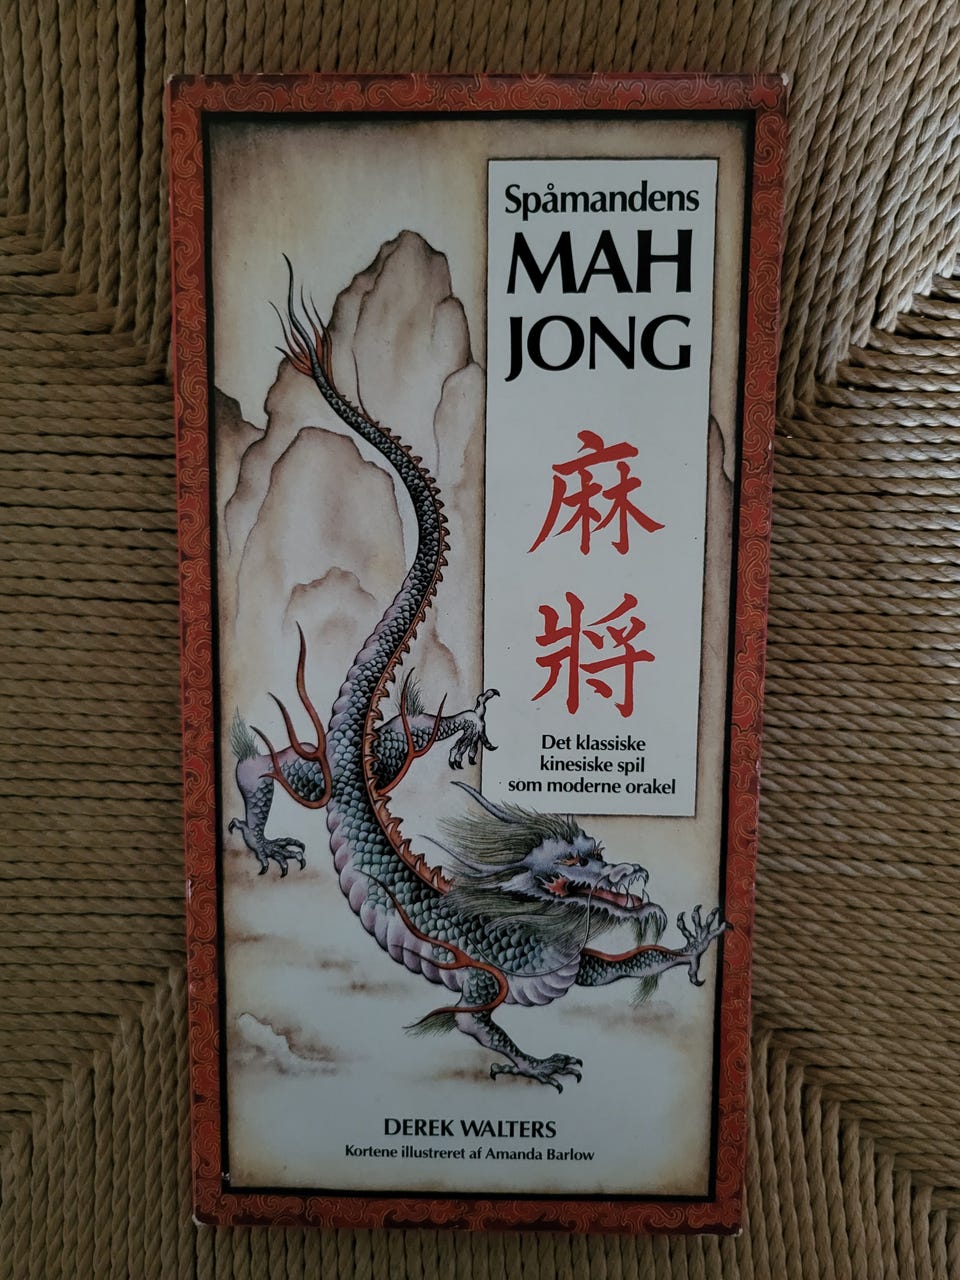 Spåmandens
MAH
JONG
麻
將
Det klassiske
kinesiske spil
som moderne orakel
DEREK WALTERS
Kortene illustreret af Amanda Barlow